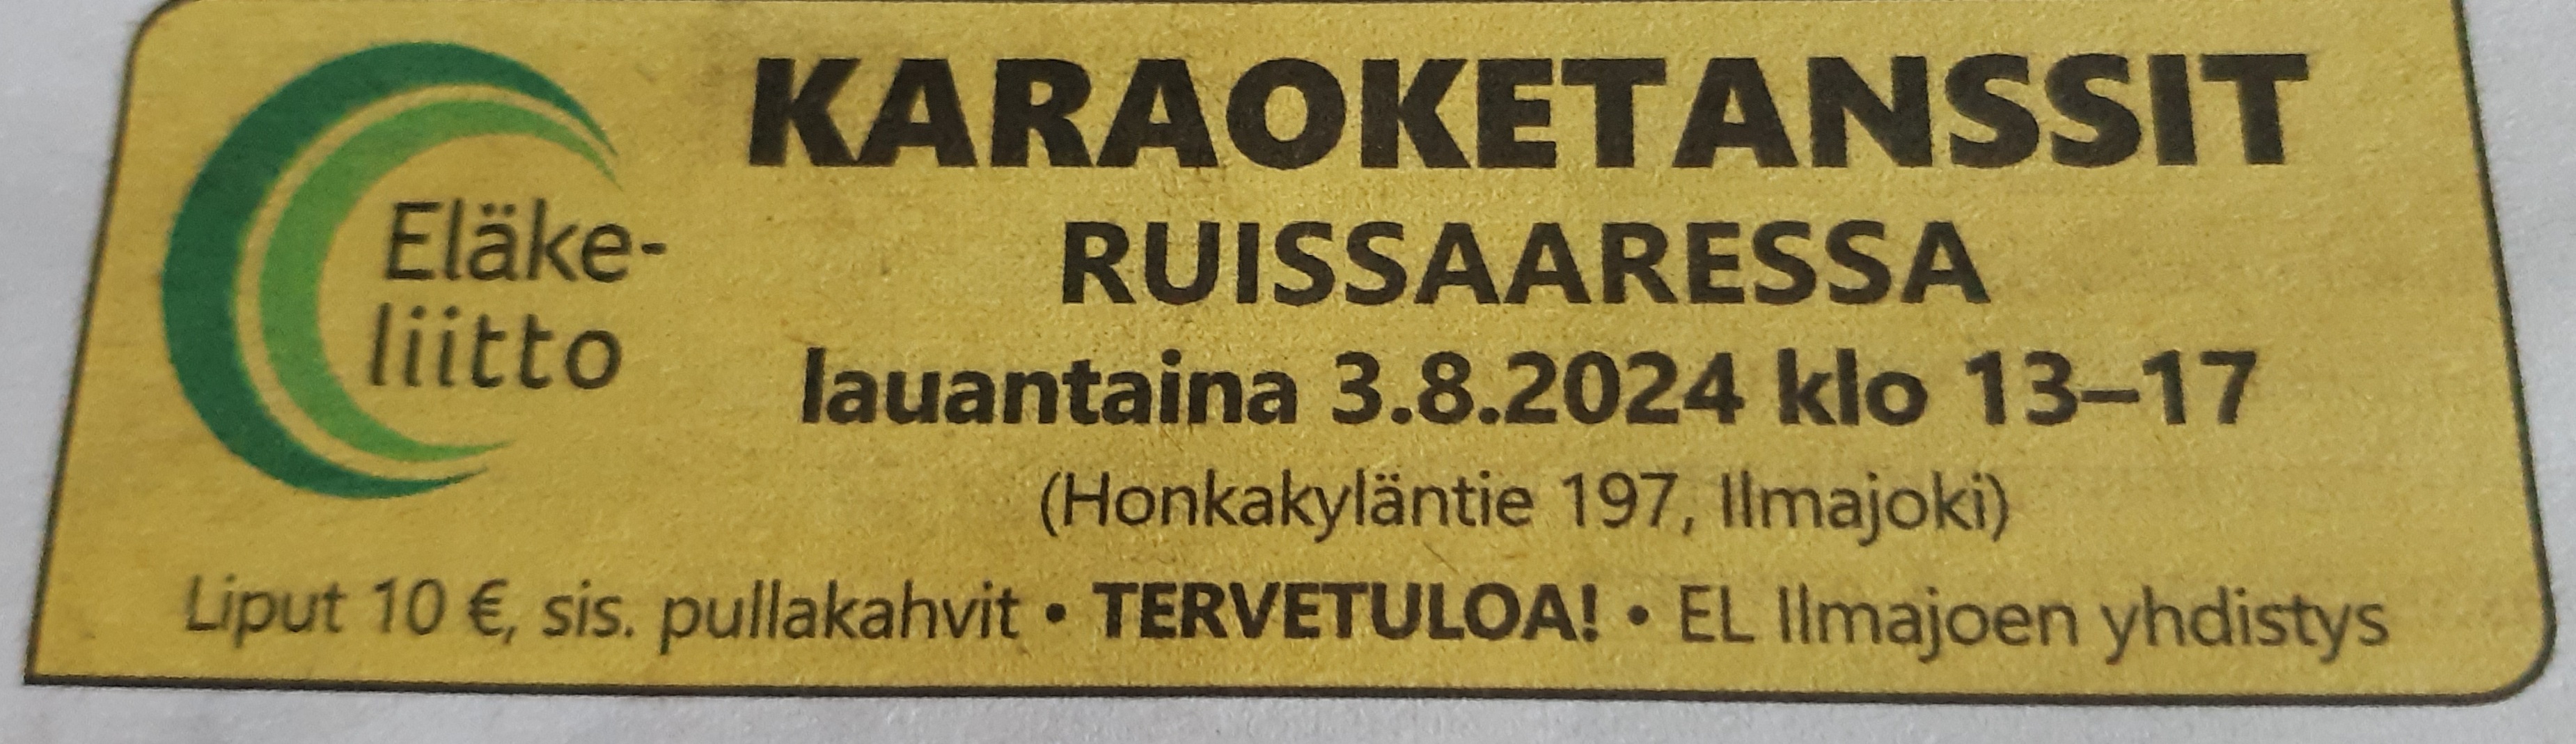 Eläke-
liitto
KARAOKETANSSIT
RUISSAARESSA
lauantaina 3.8.2024 klo 13–17
(Honkakyläntie 197, Ilmajoki)
Liput 10 €, sis. pullakahvit • TERVETULOA! • EL Ilmajoen yhdistys